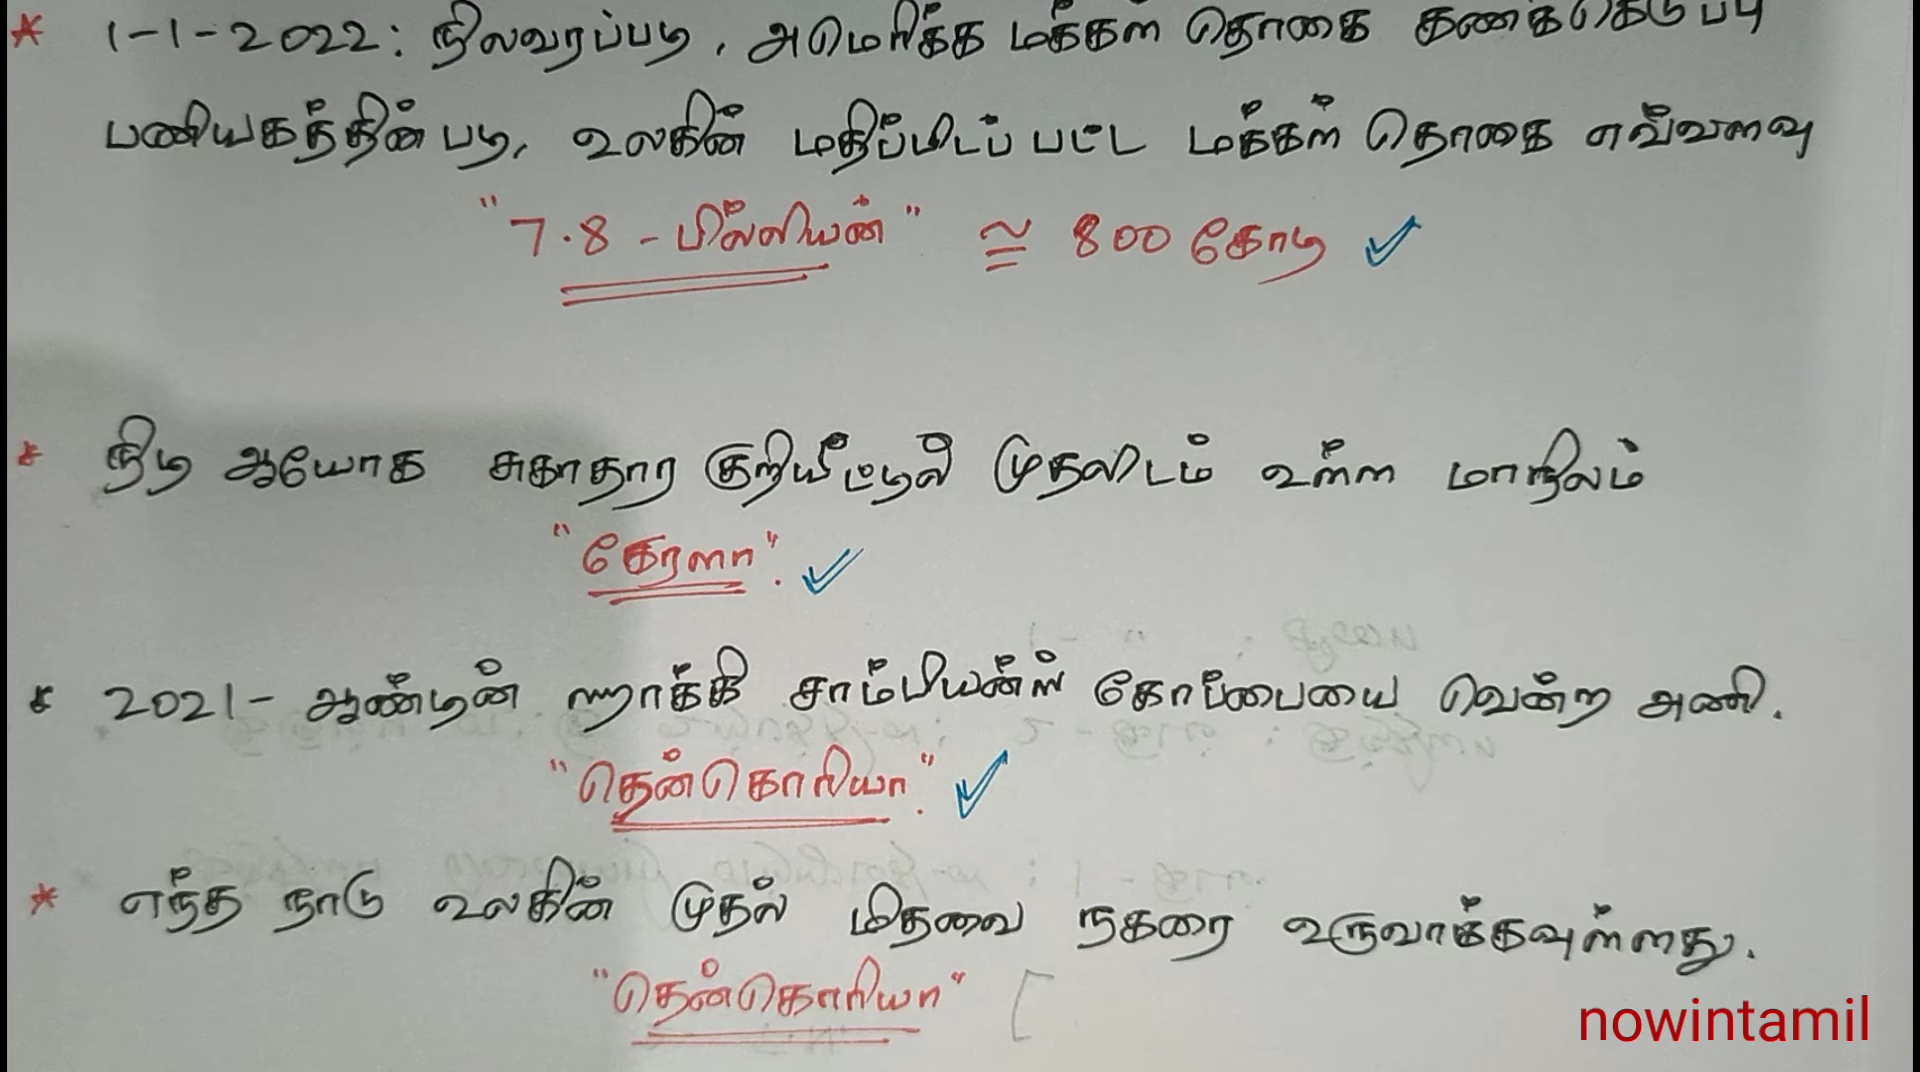 * 1-1-2022: நிலவரப்படி, அமெரிக்க மக்கள் தொகை கணக்கெடுப்பு
பணியகத்தின்படி, உலகின் மதிப்பிடப்பட்ட மக்கள் தொகை எவ்வளவு
"7.8 - பில்லியன்" ≅ 800 கோடி ✓
* நிடி ஆயோக சுகாதார குறியீட்டில் முதலிடம் உள்ள மாநிலம்
"கேரளா". ✓
* 2021- ஆண்டின் ஹாக்கி சாம்பியன்ஸ் கோப்பையை வென்ற அணி.
"தென்கொரியா". ✓
* எந்த நாடு உலகின் முதல் மிதவை நகரை உருவாக்கவுள்ளது.
"தென்கொரியா" [
nowintamil